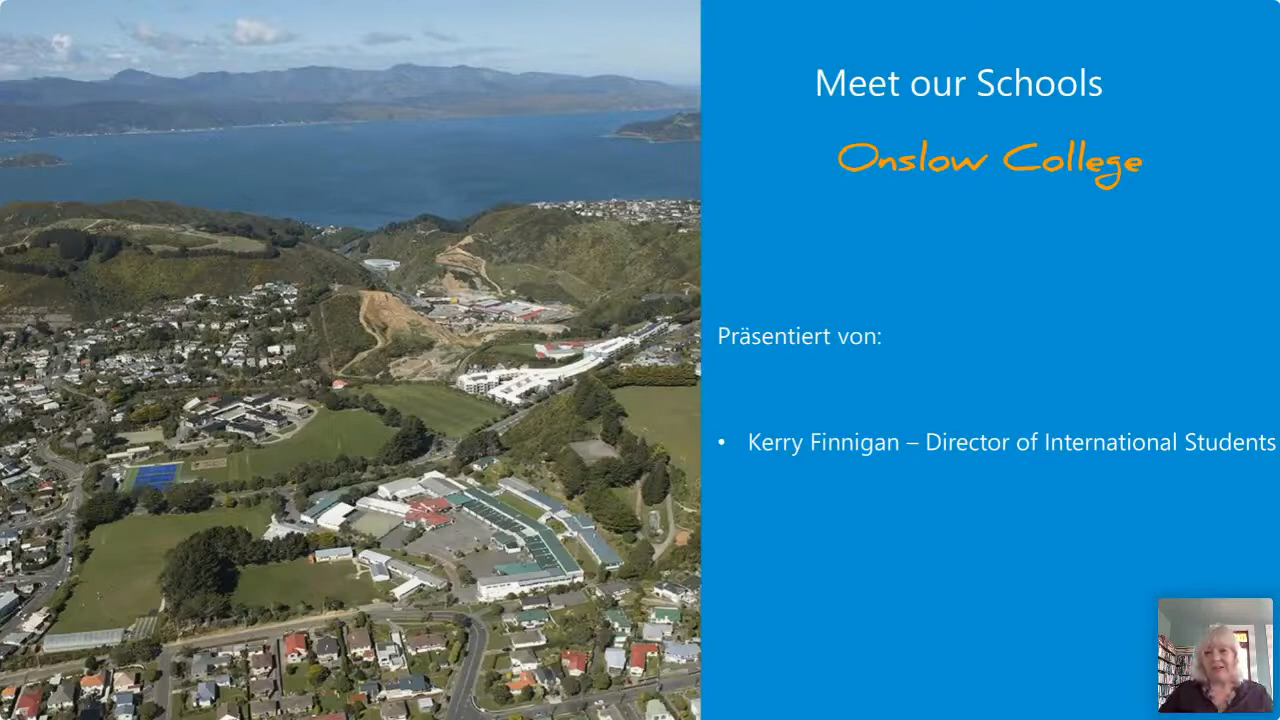 Meet our Schools
Onslow College
Präsentiert von:
• Kerry Finnigan – Director of International Students